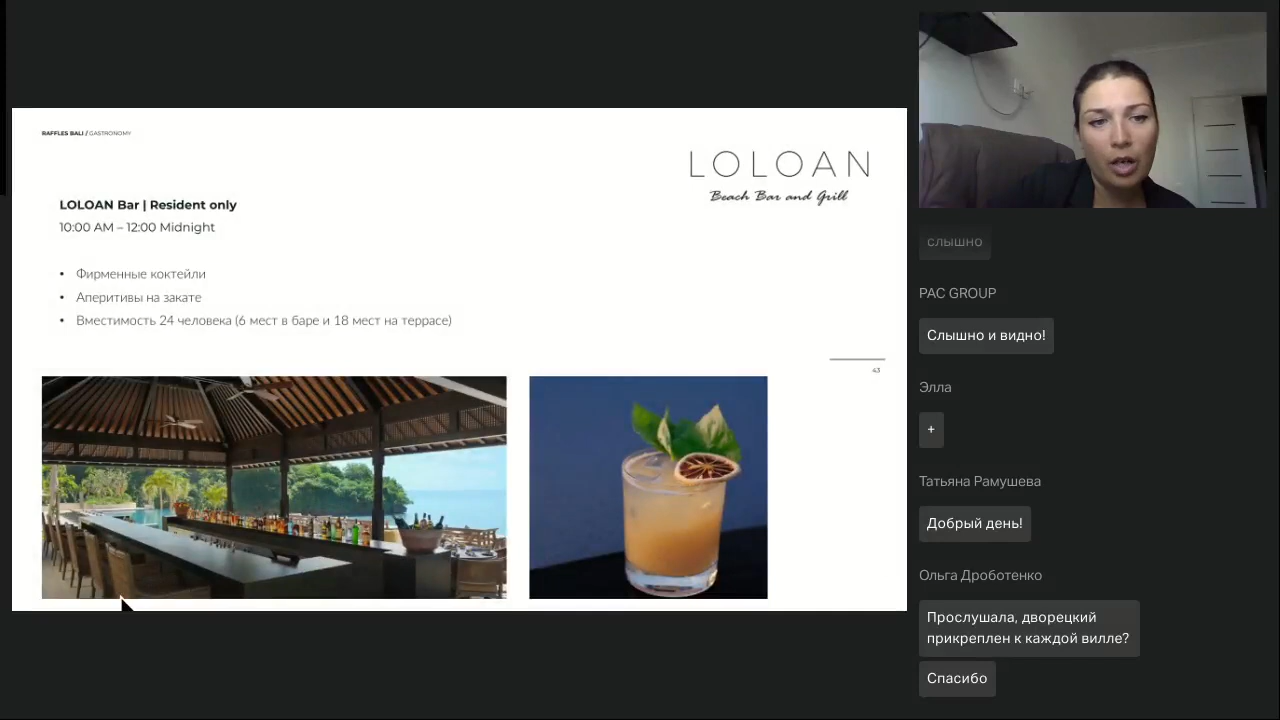 RAFFLES BALI / GASTRONOMY
LOLOAN
Beach Bar and Grill
LOLOAN Bar | Resident only
10:00 AM – 12:00 Midnight
• Фирменные коктейли
• Аперитивы на закате
• Вместимость 24 человека (6 мест в баре и 18 мест на террасе)
43
слышно
PAC GROUP
Слышно и видно!
Элла
+
Татьяна Рамушева
Добрый день!
Ольга Дроботенко
Прослушала, дворецкий
прикреплен к каждой вилле?
Спасибо